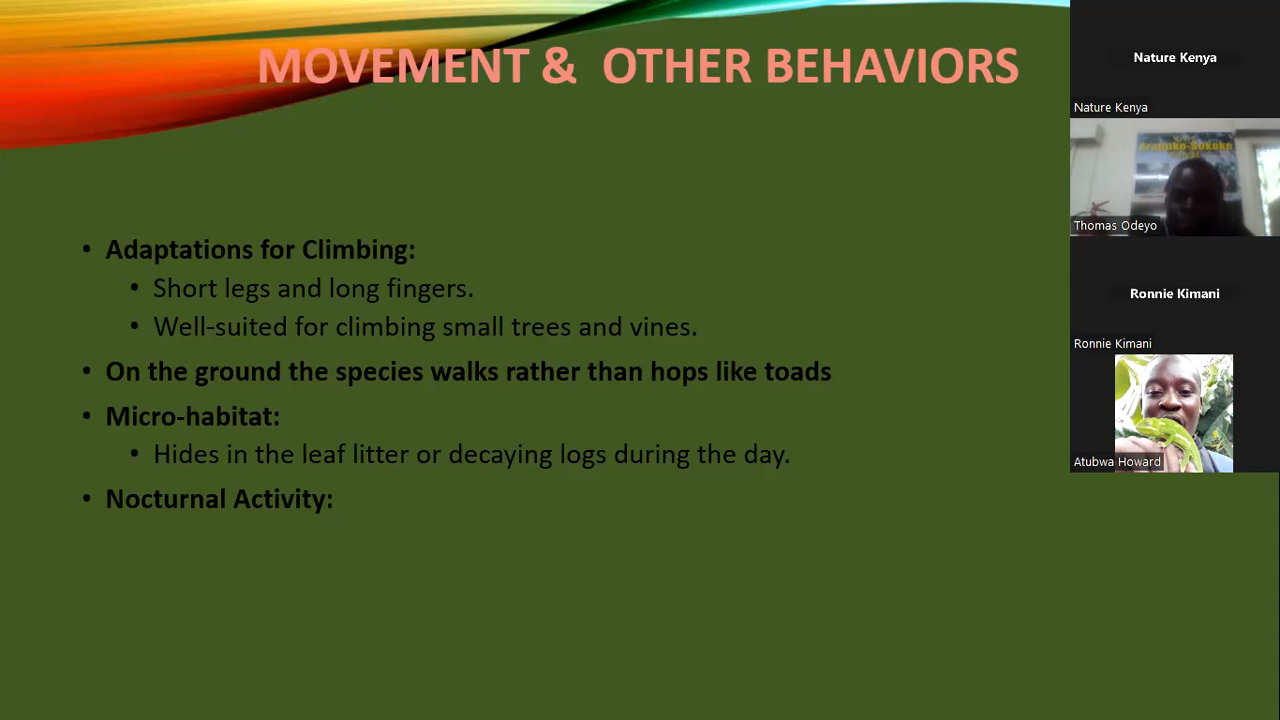 MOVEMENT & OTHER BEHAVIORS
• Adaptations for Climbing:
• Short legs and long fingers.
• Well-suited for climbing small trees and vines.
• On the ground the species walks rather than hops like toads
• Micro-habitat:
• Hides in the leaf litter or decaying logs during the day.
• Nocturnal Activity:
Nature Kenya
Nature Kenya
Arabuko-Sokoke
Thomas Odeyo
Ronnie Kimani
Ronnie Kimani
Atubwa Howard